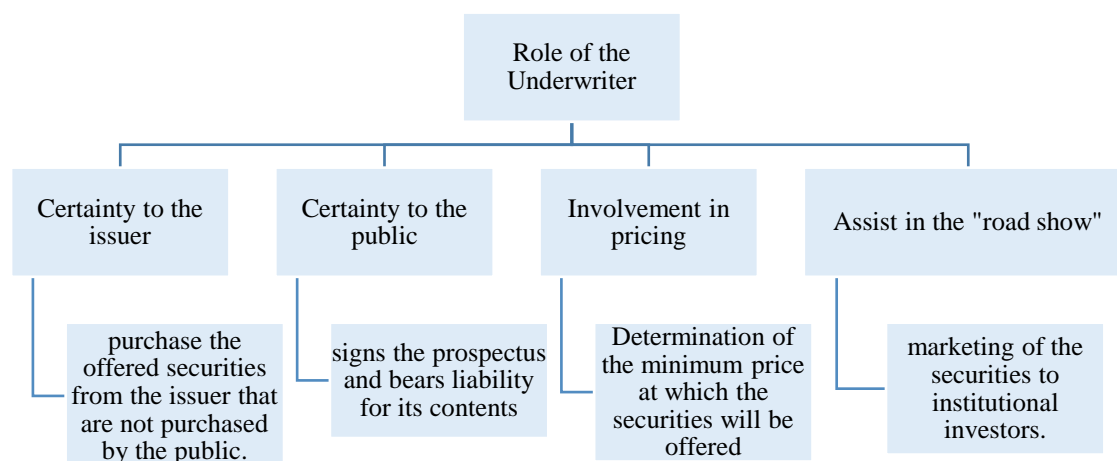 Role of the
Underwriter
Certainty to the
issuer
purchase the
offered securities
from the issuer that
are not purchased
by the public.
Certainty to the
public
signs the prospectus
and bears liability
for its contents
Involvement in
pricing
Determination of
the minimum price
at which the
securities will be
offered
Assist in the "road show"
marketing of the
securities to
institutional
investors.